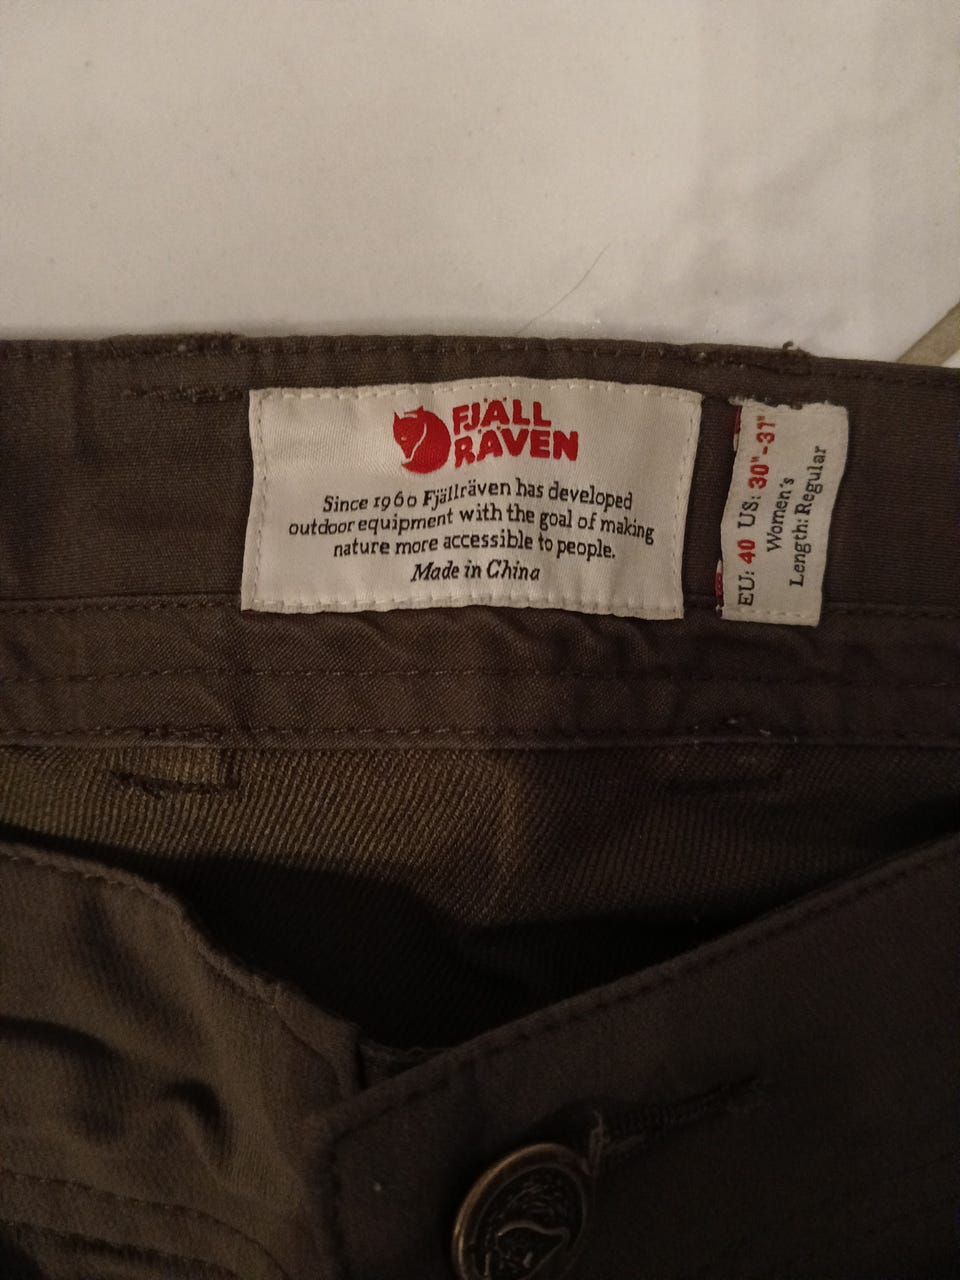 FJÄLL
RÄVEN
Since 1960 Fjällräven has developed
outdoor equipment with the goal of making
nature more accessible to people.
Made in China
EU: 40 US: 30"-31"
Women's
Length: Regular